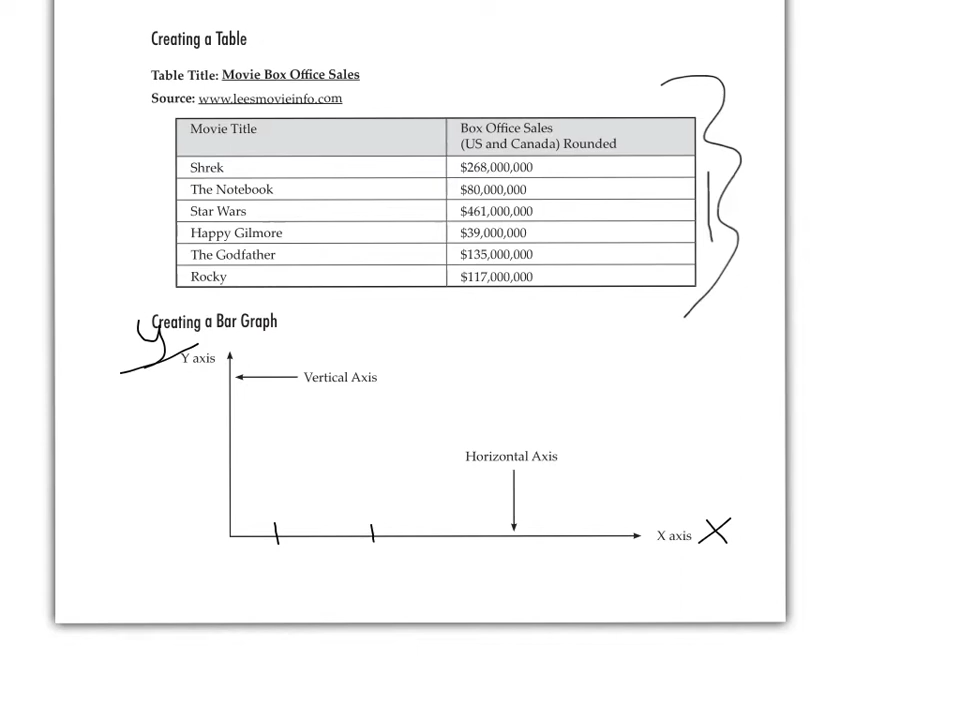 Creating a Table
Table Title: Movie Box Office Sales
Source: www.leesmovieinfo.com
Movie Title Box Office Sales
(US and Canada) Rounded
Shrek $268,000,000
The Notebook $80,000,000
Star Wars $461,000,000
Happy Gilmore $39,000,000
The Godfather $135,000,000
Rocky $117,000,000
Creating a Bar Graph
y
Y axis
Vertical Axis
Horizontal Axis
X axis X